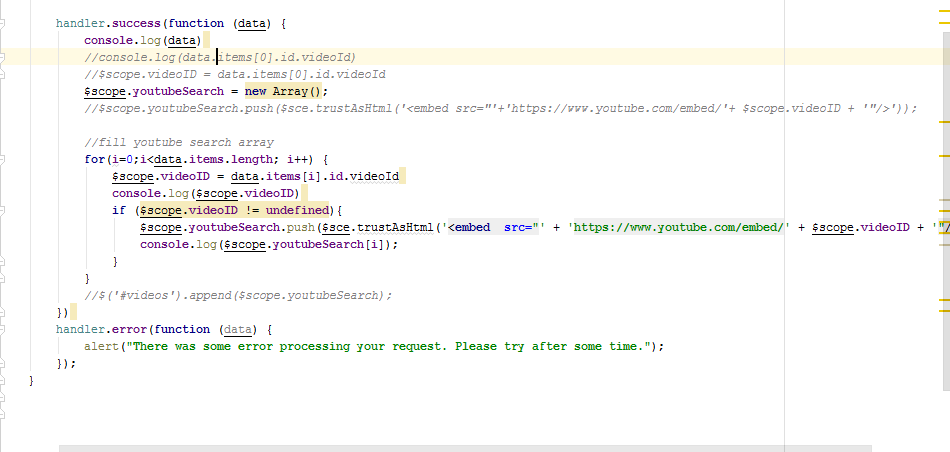 handler.success(function (data) {
console.log(data)
//console.log(data.items[0].id.videoId)
//$scope.videoID = data.items[0].id.videoId
$scope.youtubeSearch = new Array();
//$scope.youtubeSearch.push($sce.trustAsHtml('<embed src="'+'https://www.youtube.com/embed/'+ $scope.videoID + '"/>'));
//fill youtube search array
for(i=0;i<data.items.length; i++) {
$scope.videoID = data.items[i].id.videoId
console.log($scope.videoID)
if ($scope.videoID != undefined){
$scope.youtubeSearch.push($sce.trustAsHtml('<embed  src="' + 'https://www.youtube.com/embed/' + $scope.videoID + '"/
console.log($scope.youtubeSearch[i]);
}
}
//$('#videos').append($scope.youtubeSearch);
})
handler.error(function (data) {
alert("There was some error processing your request. Please try after some time.");
});
}